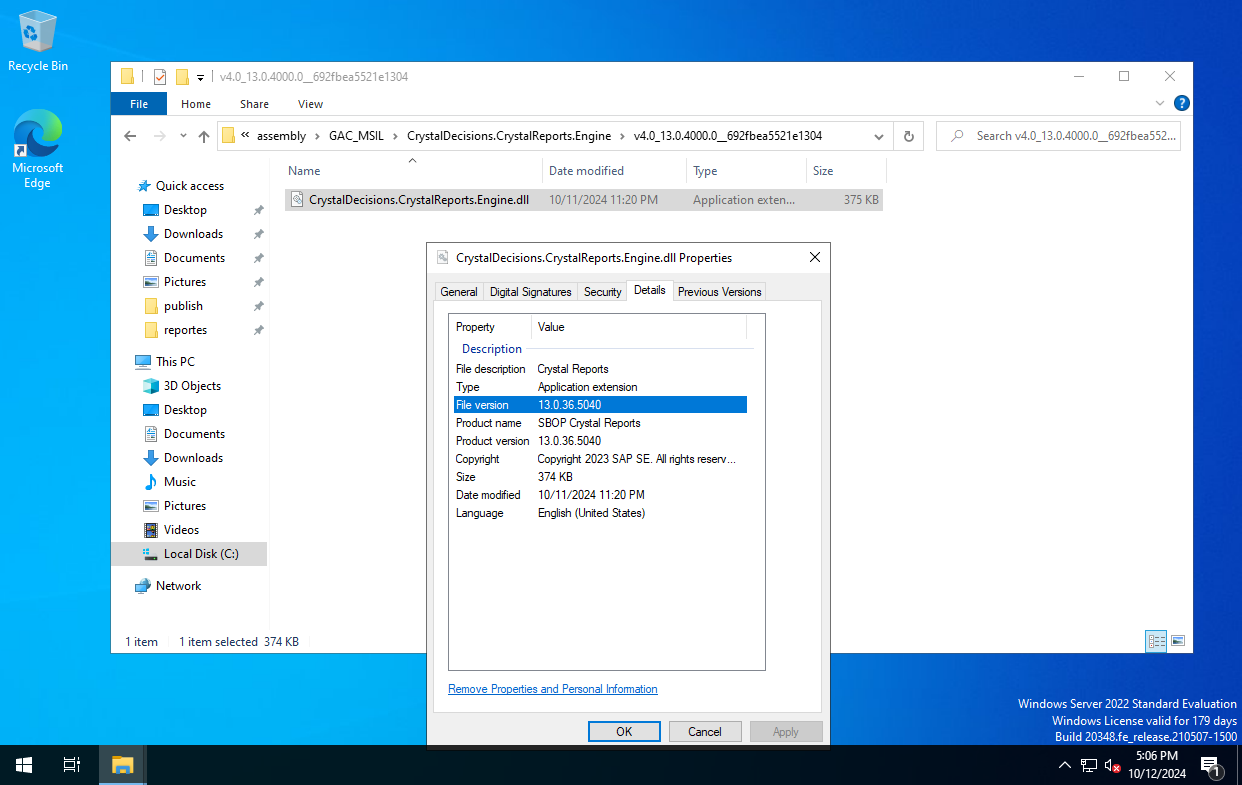 Recycle Bin
Microsoft
Edge
v4.0_13.0.4000.0__692fbea5521e1304
File Home Share View
« assembly › GAC_MSIL › CrystalDecisions.CrystalReports.Engine › v4.0_13.0.4000.0__692fbea5521e1304
Search v4.0_13.0.4000.0__692fbea552...
Name Date modified Type Size
CrystalDecisions.CrystalReports.Engine.dll 10/11/2024 11:20 PM Application exten... 375 KB
Quick access
Desktop
Downloads
Documents
Pictures
publish
reportes
This PC
3D Objects
Desktop
Documents
Downloads
Music
Pictures
Videos
Local Disk (C:)
Network
1 item 1 item selected 374 KB
CrystalDecisions.CrystalReports.Engine.dll Properties
General Digital Signatures Security Details Previous Versions
Property Value
Description
File description Crystal Reports
Type Application extension
File version 13.0.36.5040
Product name SBOP Crystal Reports
Product version 13.0.36.5040
Copyright Copyright 2023 SAP SE. All rights reserv...
Size 374 KB
Date modified 10/11/2024 11:20 PM
Language English (United States)
Remove Properties and Personal Information
OK Cancel Apply
Windows Server 2022 Standard Evaluation
Windows License valid for 179 days
Build 20348.fe_release.210507-1500
5:06 PM
10/12/2024
1